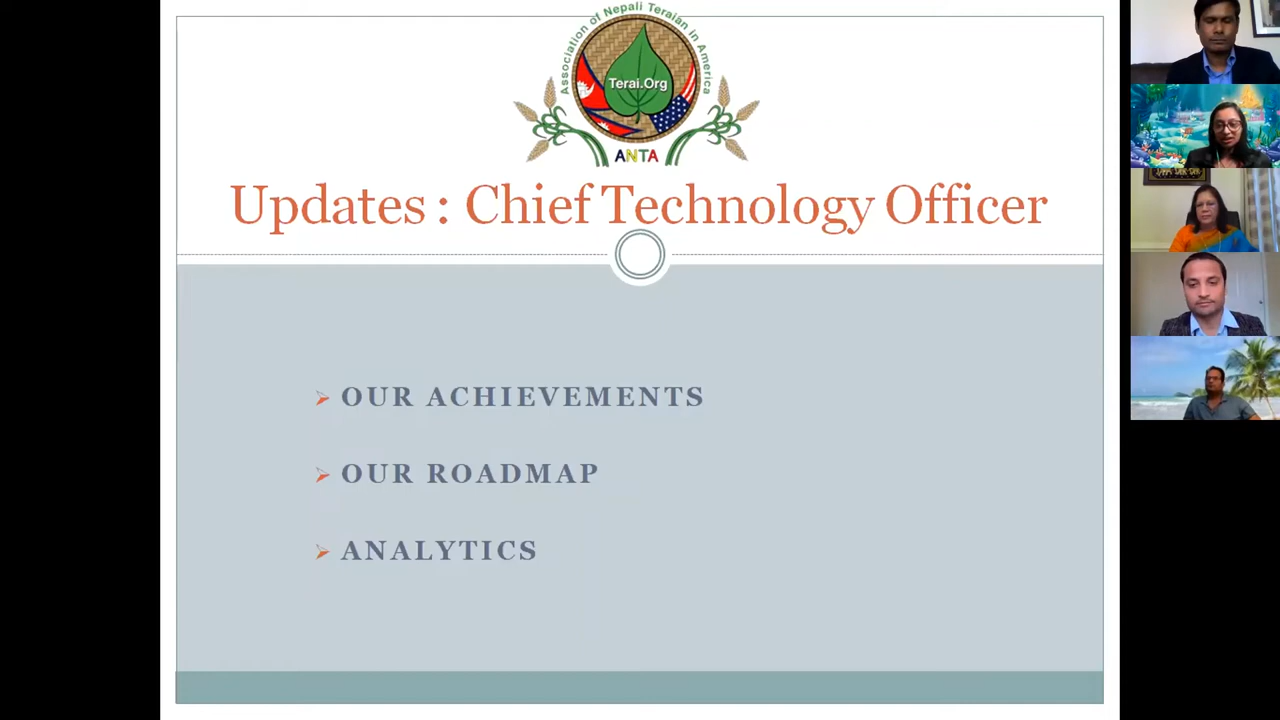 Association of Nepali Teraian in America
Terai.Org
ANTA
Updates : Chief Technology Officer
OUR ACHIEVEMENTS
OUR ROADMAP
ANALYTICS